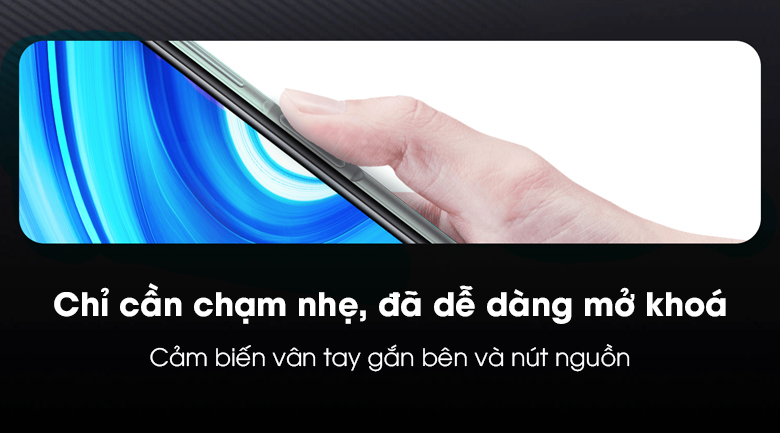 Chỉ cần chạm nhẹ, đã dễ dàng mở khoá
Cảm biến vân tay gắn bên và nút nguồn